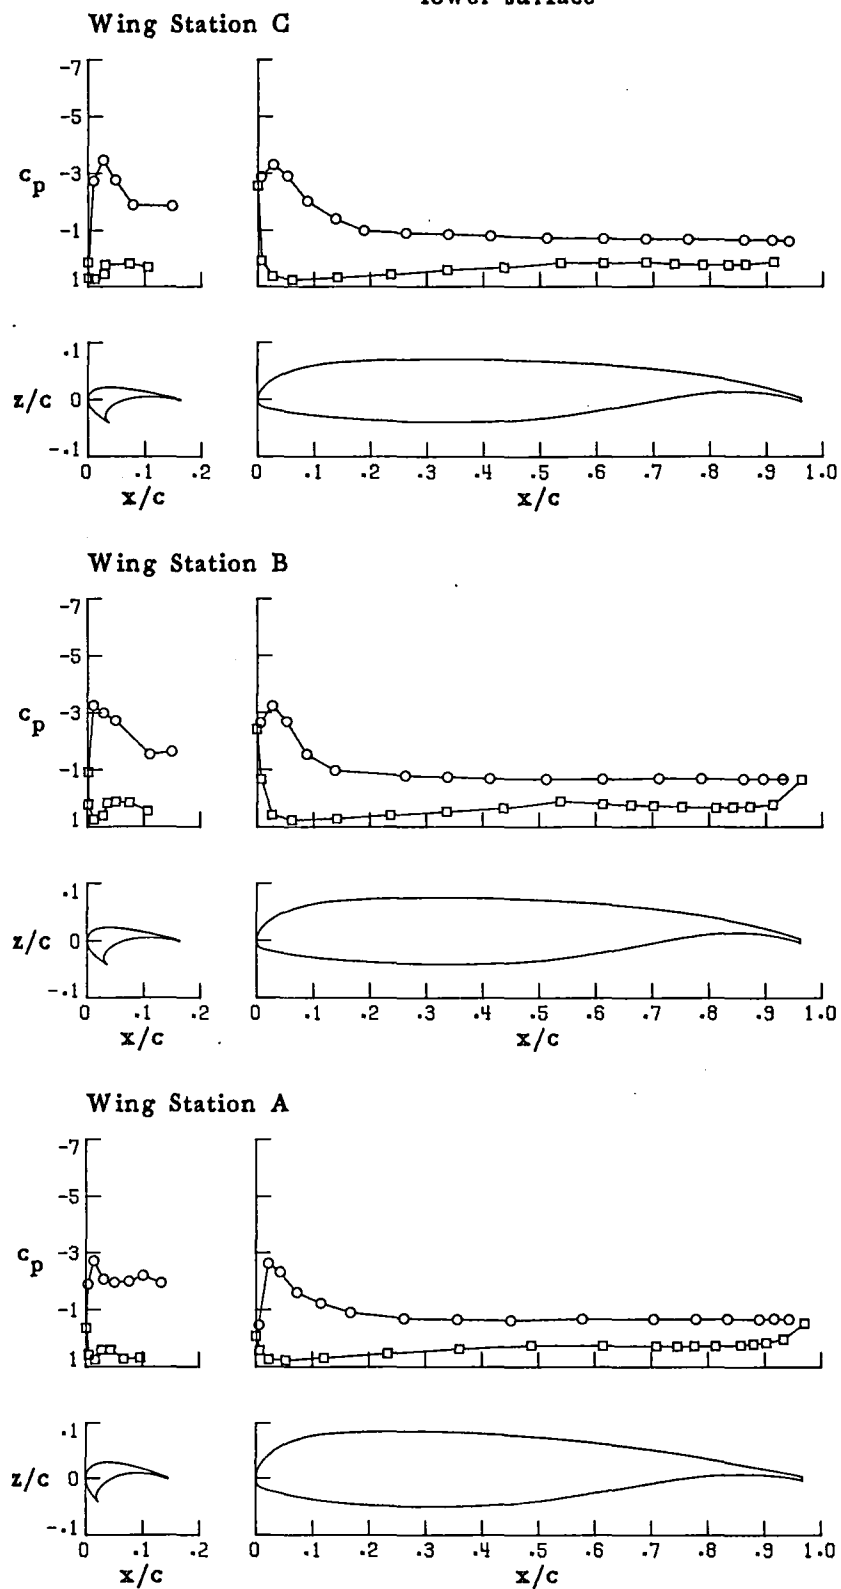 lower surface
Wing Station C
-7
-5
-3
cp
-1
1
.1
z/c 0
-.1
0 .1 .2 0 .1 .2 .3 .4 .5 .6 .7 .8 .9 1.0
x/c x/c
Wing Station B
-7
-5
-3
cp
-1
1
.1
z/c 0
-.1
0 .1 .2 0 .1 .2 .3 .4 .5 .6 .7 .8 .9 1.0
x/c x/c
Wing Station A
-7
-5
-3
cp
-1
1
.1
z/c 0
-.1
0 .1 .2 0 .1 .2 .3 .4 .5 .6 .7 .8 .9 1.0
x/c x/c